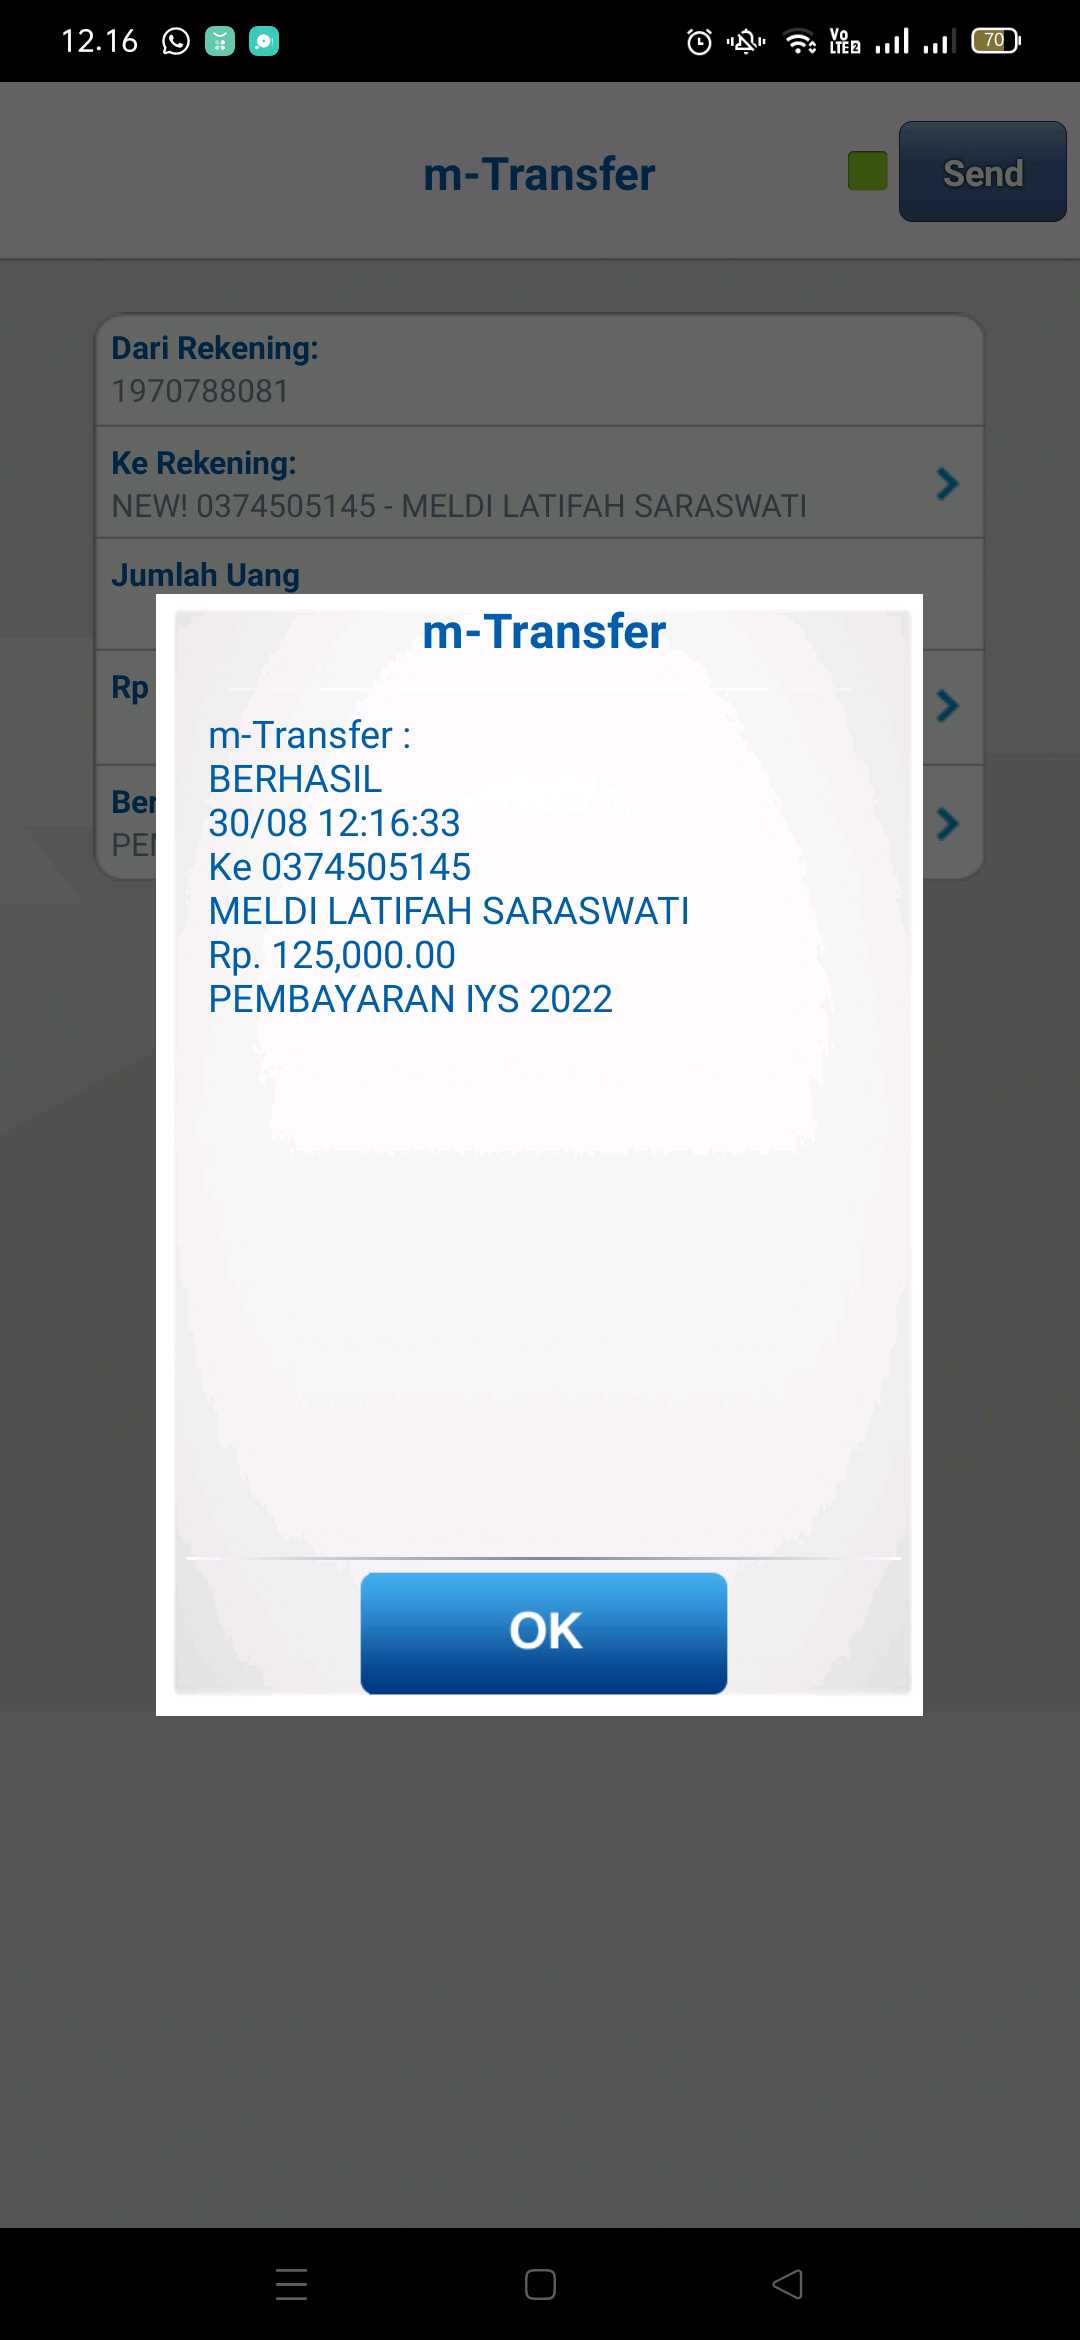 12.16
Vo
LTE2
70
m-Transfer
Send
Dari Rekening:
1970788081
Ke Rekening:
NEW! 0374505145 - MELDI LATIFAH SARASWATI
Jumlah Uang
Rp
Ber
PE
m-Transfer
m-Transfer :
BERHASIL
30/08 12:16:33
Ke 0374505145
MELDI LATIFAH SARASWATI
Rp. 125,000.00
PEMBAYARAN IYS 2022
OK